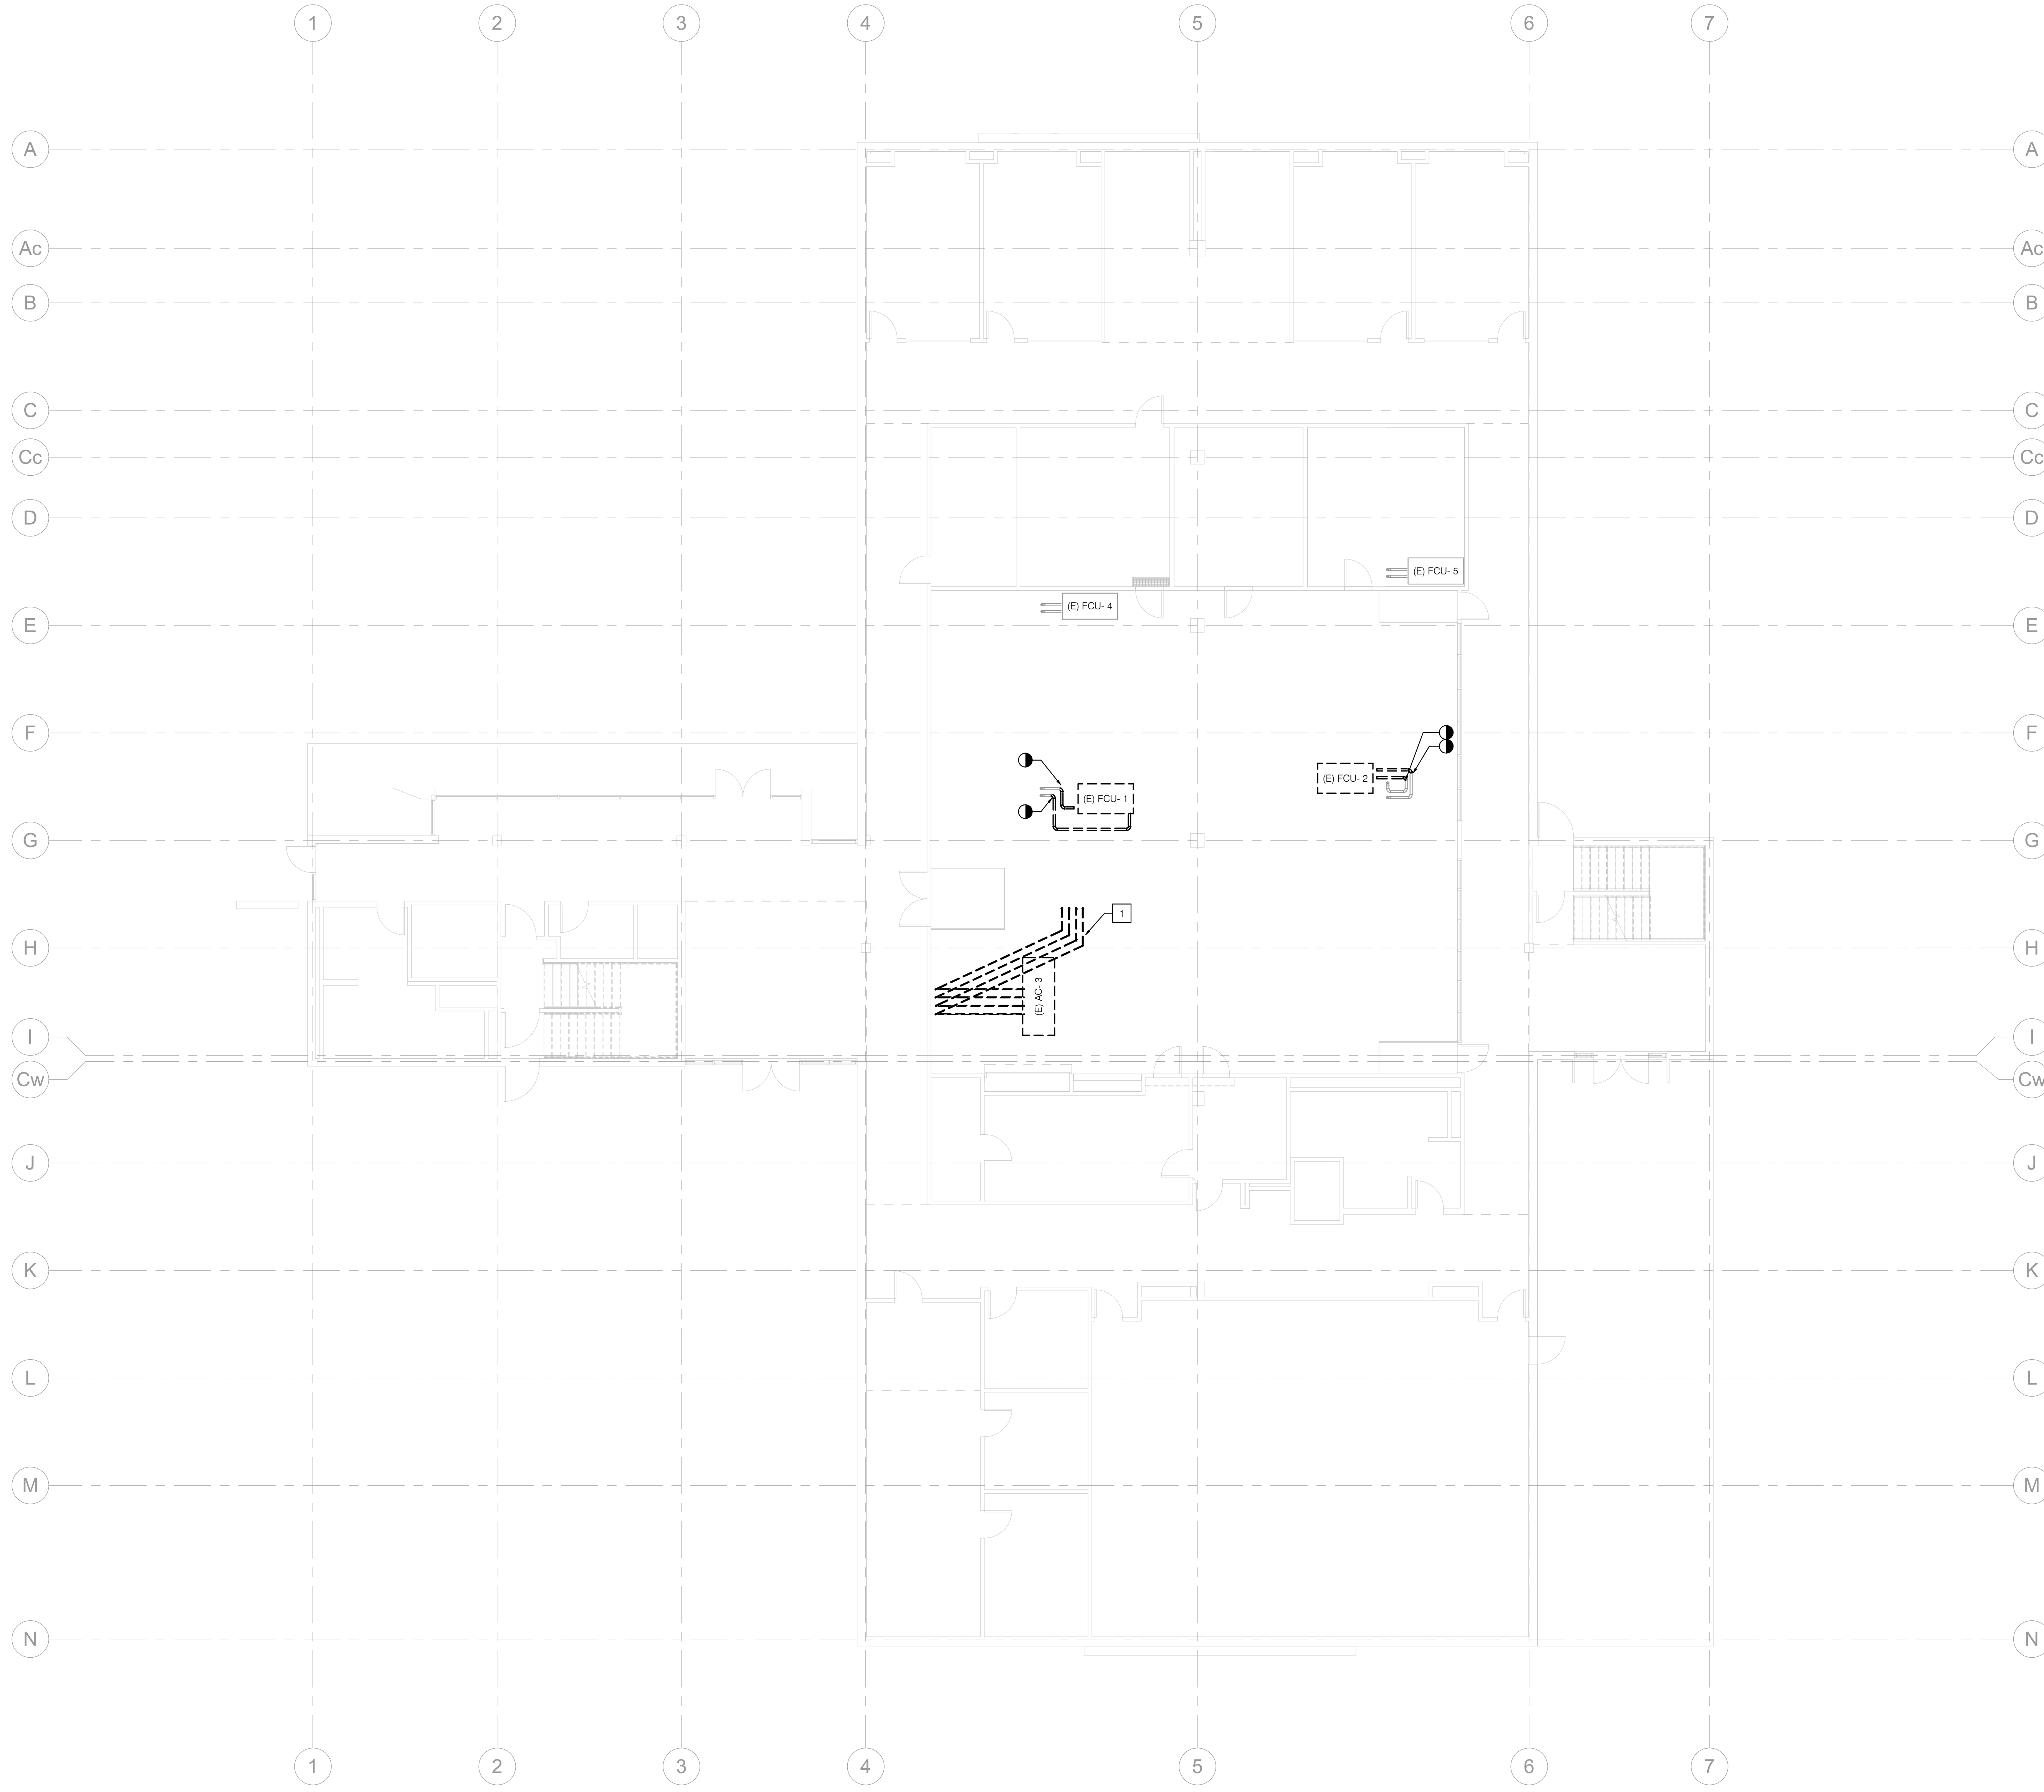 1 2 3 4 5 6 7
A A
Ac Ac
B B
C C
Cc Cc
D D
(E) FCU- 5
(E) FCU- 4
E E
F F
(E) FCU- 2
(E) FCU- 1
G G
1
H H
(E) AC- 3
I I
Cw Cw
J J
K K
L L
M M
N N
1 2 3 4 5 6 7